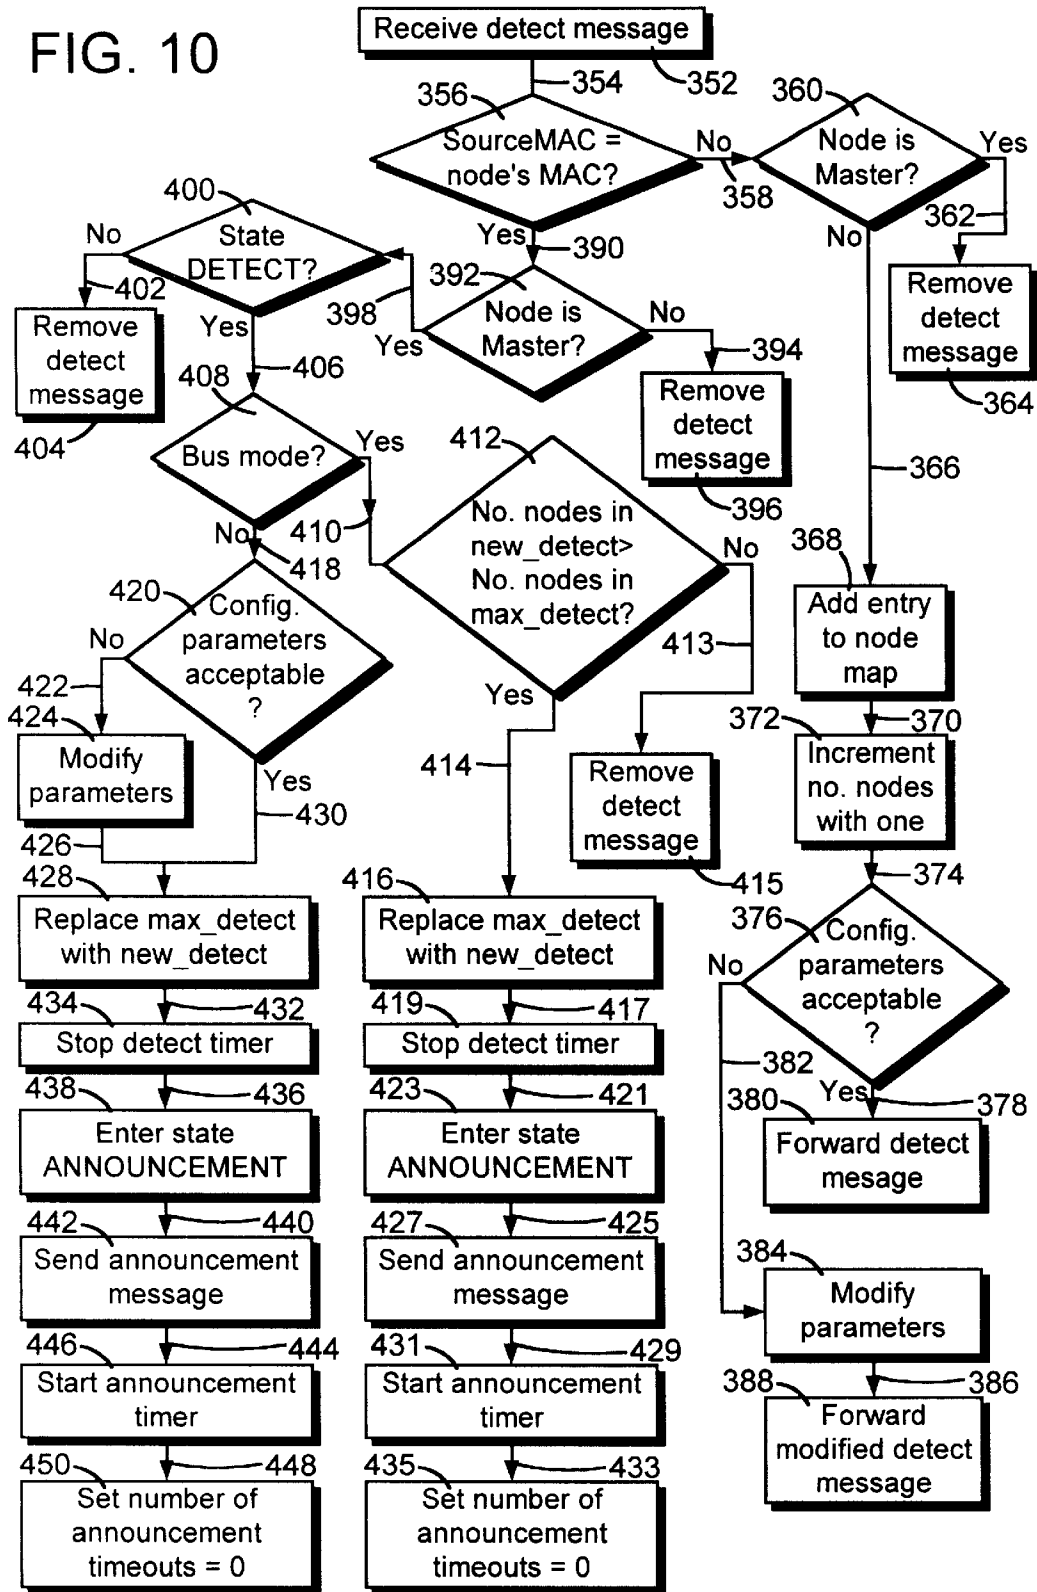 FIG. 10
Receive detect message
352
354
356
SourceMAC =
node's MAC?
No
358
360
Node is
Master?
Yes
362
Remove
detect
message
364
No
366
Yes
390
392
Node is
Master?
No
394
Remove
detect
message
396
Yes
398
400
State
DETECT?
No
402
Remove
detect
message
404
Yes
406
408
Bus mode?
Yes
410
No
418
412
No. nodes in
new_detect>
No. nodes in
max_detect?
No
413
Remove
detect
message
415
Yes
414
420
Config.
parameters
acceptable
?
No
422
424
Modify
parameters
426
Yes
430
428
Replace max_detect
with new_detect
432
434
Stop detect timer
436
438
Enter state
ANNOUNCEMENT
440
442
Send announcement
message
444
446
Start announcement
timer
448
450
Set number of
announcement
timeouts = 0
416
Replace max_detect
with new_detect
417
419
Stop detect timer
421
423
Enter state
ANNOUNCEMENT
425
427
Send announcement
message
429
431
Start announcement
timer
433
435
Set number of
announcement
timeouts = 0
368
Add entry
to node
map
370
372
Increment
no. nodes
with one
374
376
Config.
parameters
acceptable
?
No
382
Yes
378
380
Forward detect
mesage
384
Modify
parameters
386
388
Forward
modified detect
message